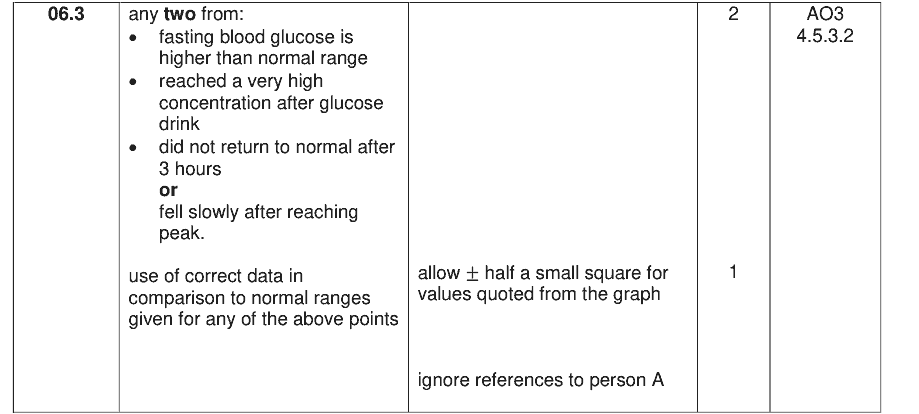 06.3
any two from:
• fasting blood glucose is
higher than normal range
• reached a very high
concentration after glucose
drink
• did not return to normal after
3 hours
or
fell slowly after reaching
peak.
2
AO3
4.5.3.2
use of correct data in
comparison to normal ranges
given for any of the above points
allow ± half a small square for
values quoted from the graph
1
ignore references to person A